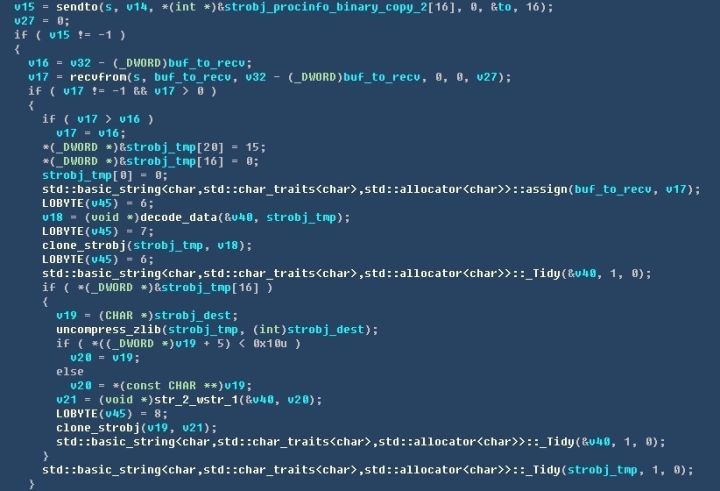 v15 = sendto(s, v14, *(int *)&strobj_procinfo_binary_copy_2[16], 0, &to, 16);
v27 = 0;
if ( v15 != -1 )
{
v16 = v32 - (_DWORD)buf_to_recv;
v17 = recvfrom(s, buf_to_recv, v32 - (_DWORD)buf_to_recv, 0, 0, v27);
if ( v17 != -1 && v17 > 0 )
{
if ( v17 > v16 )
v17 = v16;
*(_DWORD *)&strobj_tmp[20] = 15;
*(_DWORD *)&strobj_tmp[16] = 0;
strobj_tmp[0] = 0;
std::basic_string<char,std::char_traits<char>,std::allocator<char>>::assign(buf_to_recv, v17);
LOBYTE(v45) = 6;
v18 = (void *)decode_data(&v40, strobj_tmp);
LOBYTE(v45) = 7;
clone_strobj(strobj_tmp, v18);
LOBYTE(v45) = 6;
std::basic_string<char,std::char_traits<char>,std::allocator<char>>::_Tidy(&v40, 1, 0);
if ( *(_DWORD *)&strobj_tmp[16] )
{
v19 = (CHAR *)strobj_dest;
uncompress_zlib(strobj_tmp, (int)strobj_dest);
if ( *((_DWORD *)v19 + 5) < 0x10u )
v20 = v19;
else
v20 = *(const CHAR **)v19;
v21 = (void *)str_2_wstr_1(&v40, v20);
LOBYTE(v45) = 8;
clone_strobj(v19, v21);
std::basic_string<char,std::char_traits<char>,std::allocator<char>>::_Tidy(&v40, 1, 0);
}
std::basic_string<char,std::char_traits<char>,std::allocator<char>>::_Tidy(strobj_tmp, 1, 0);
}